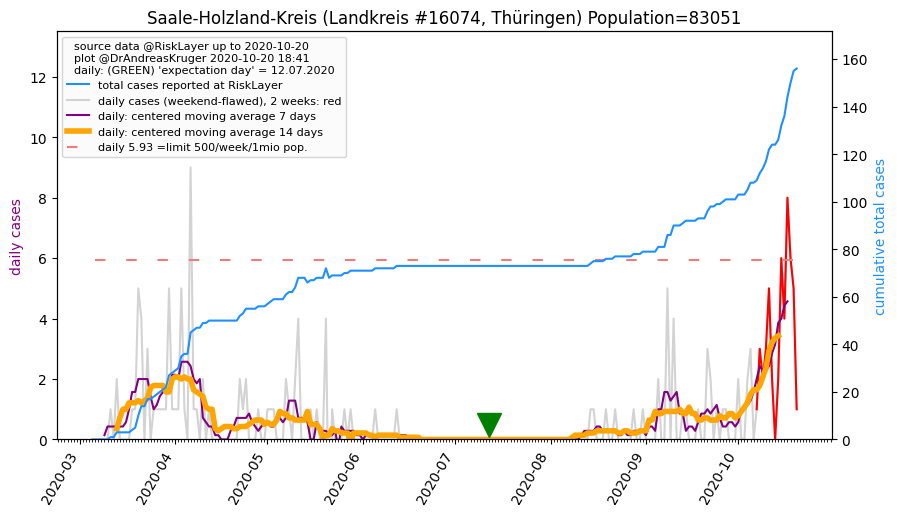 Saale-Holzland-Kreis (Landkreis #16074, Thüringen) Population=83051
source data @RiskLayer up to 2020-10-20
plot @DrAndreasKruger 2020-10-20 18:41
daily: (GREEN) 'expectation day' = 12.07.2020
total cases reported at RiskLayer
daily cases (weekend-flawed), 2 weeks: red
daily: centered moving average 7 days
daily: centered moving average 14 days
daily 5.93 =limit 500/week/1mio pop.
daily cases
12
10
8
6
4
2
0
cumulative total cases
160
140
120
100
80
60
40
20
0
2020-03
2020-04
2020-05
2020-06
2020-07
2020-08
2020-09
2020-10